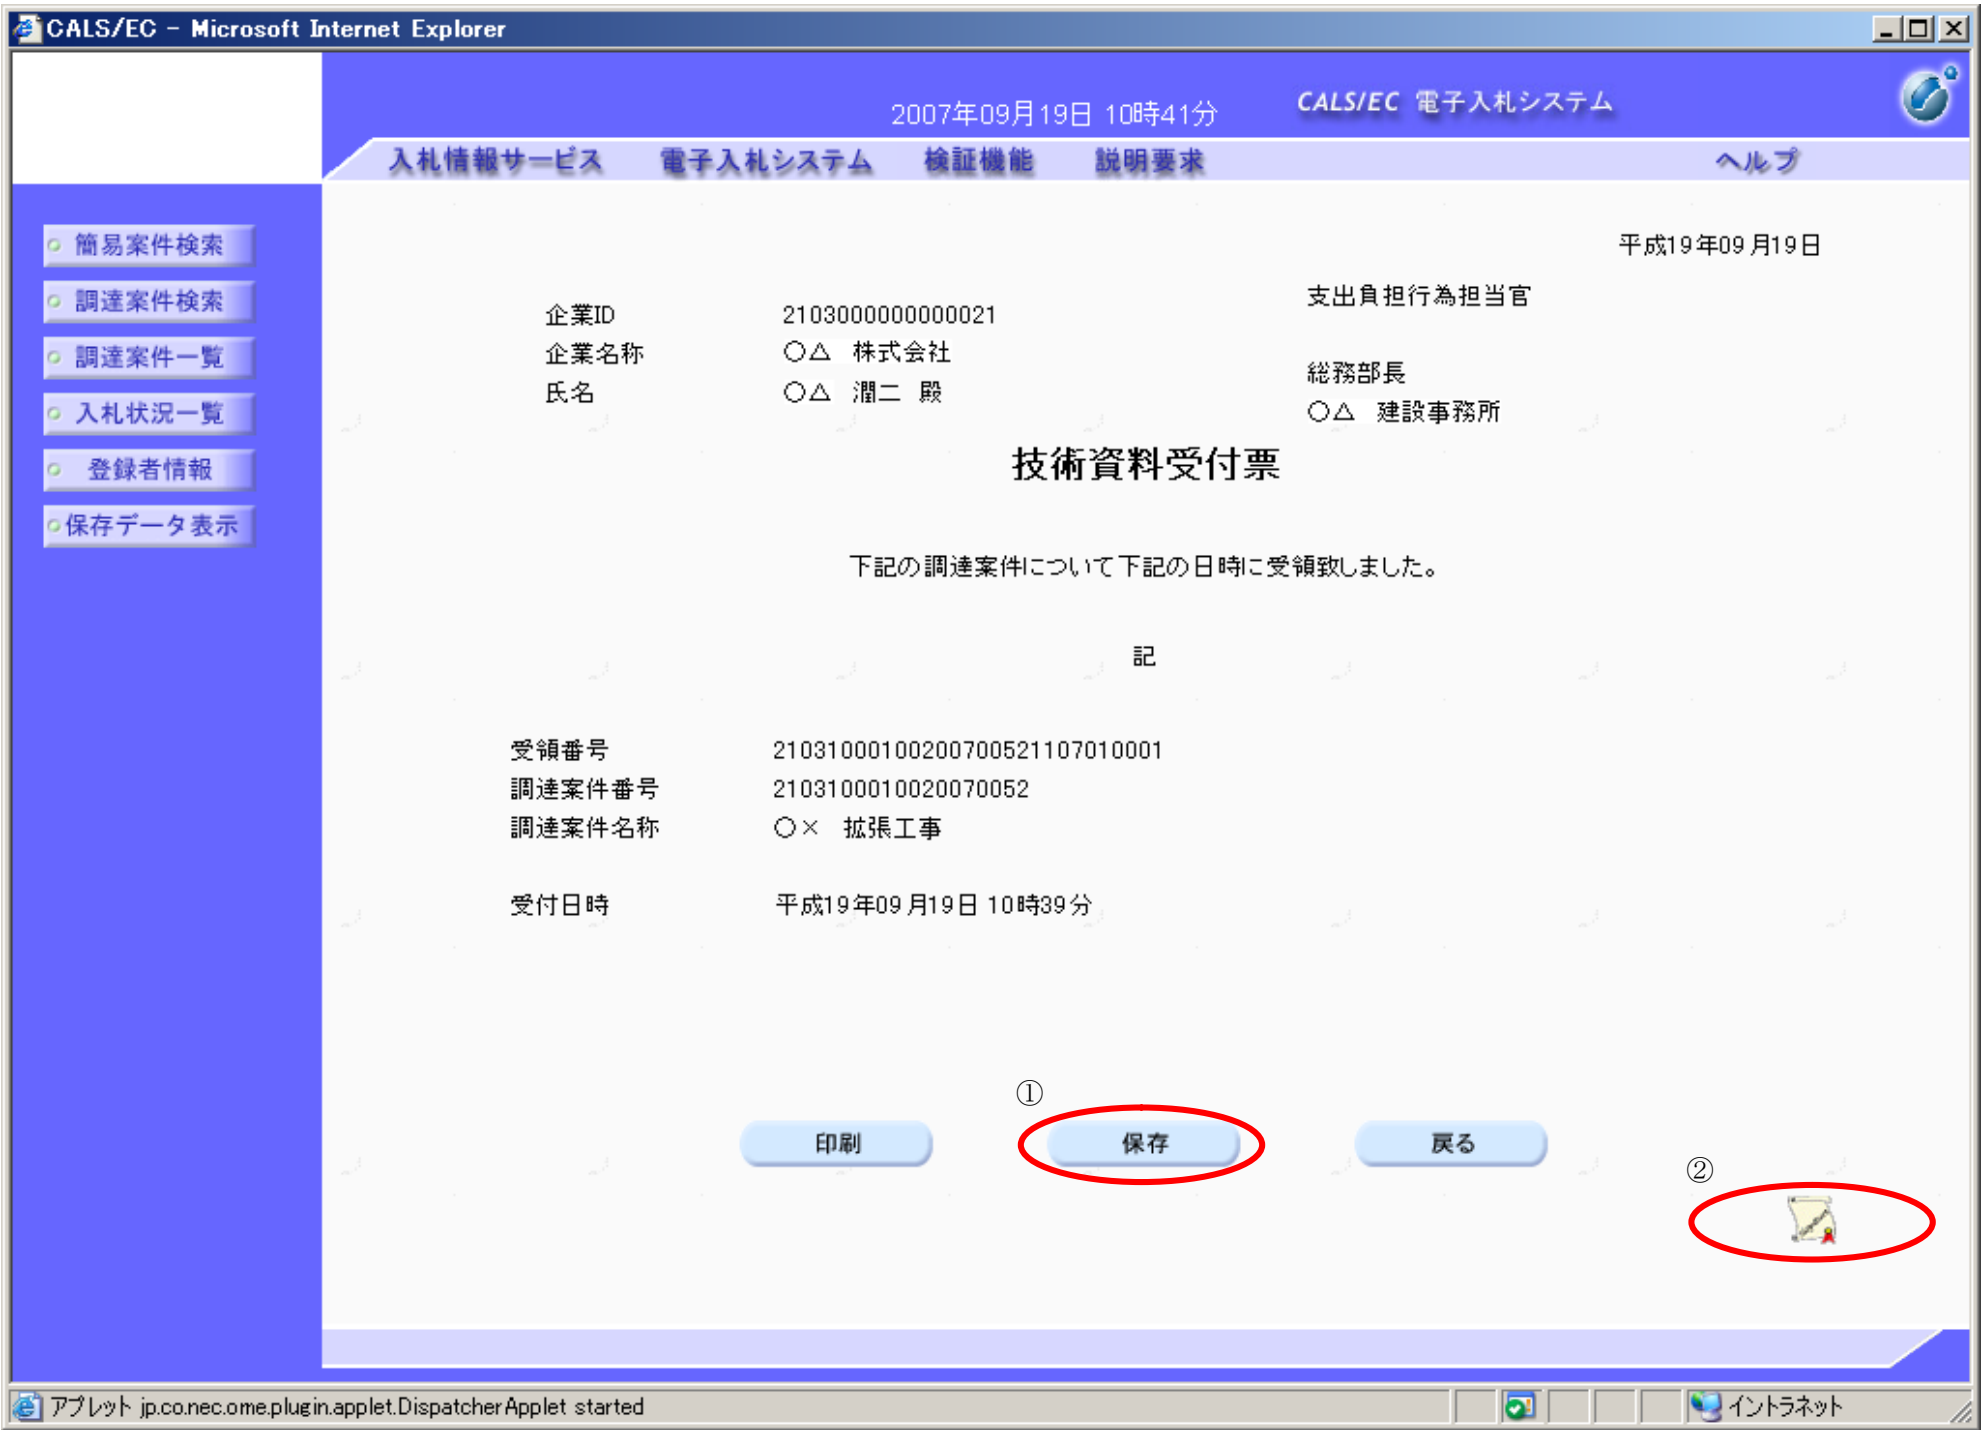 CALS/EC - Microsoft Internet Explorer
2007年09月19日 10時41分
CALS/EC 電子入札システム
入札情報サービス 電子入札システム 検証機能 説明要求 ヘルプ
簡易案件検索
調達案件検索
調達案件一覧
入札状況一覧
登録者情報
保存データ表示
平成19年09月19日
支出負担行為担当官
企業ID 2103000000000021
企業名称 ○△ 株式会社
氏名 ○△ 潤二 殿
総務部長
○△ 建設事務所
技術資料受付票
下記の調達案件について下記の日時に受領致しました。
記
受領番号 21031000100200700521107010001
調達案件番号 2103100010020070052
調達案件名称 ○× 拡張工事
受付日時 平成19年09月19日 10時39分
①
印刷 保存 戻る
②
アプレット jp.co.nec.ome.plugin.applet.DispatcherApplet started
イントラネット